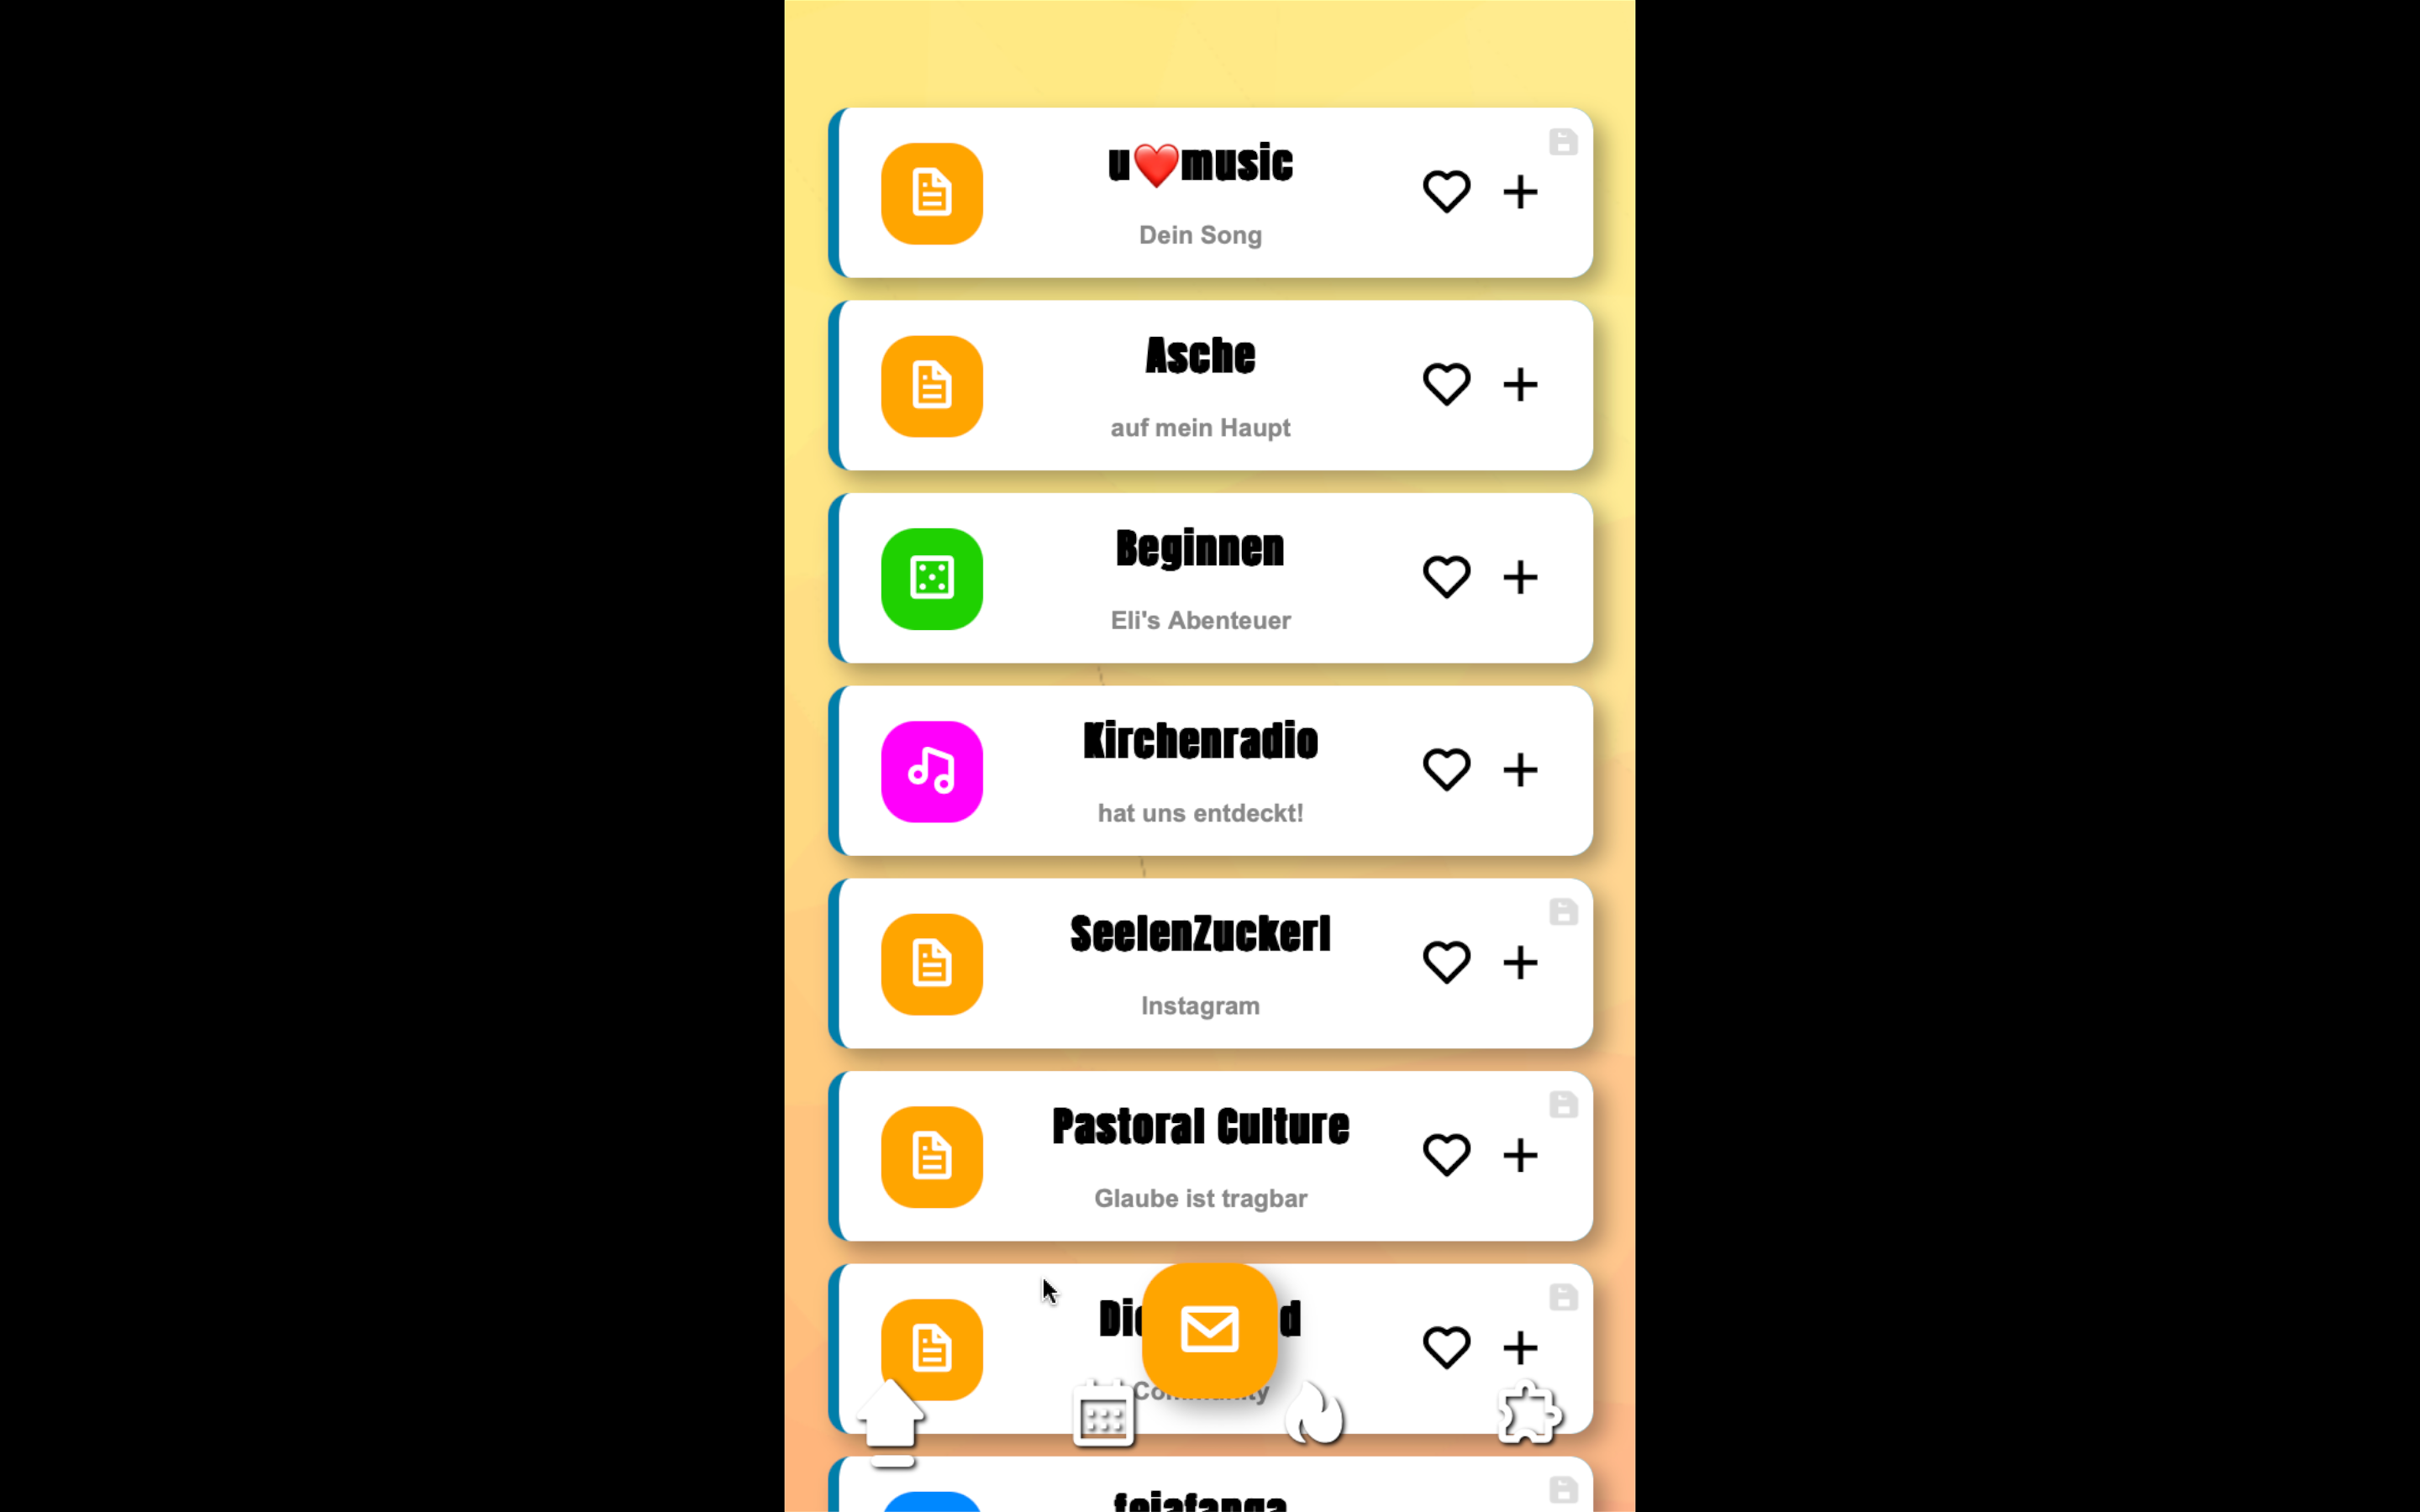 u❤️music
Dein Song
Asche
auf mein Haupt
Beginnen
Eli's Abenteuer
Kirchenradio
hat uns entdeckt!
SeelenZuckerl
Instagram
Pastoral Culture
Glaube ist tragbar